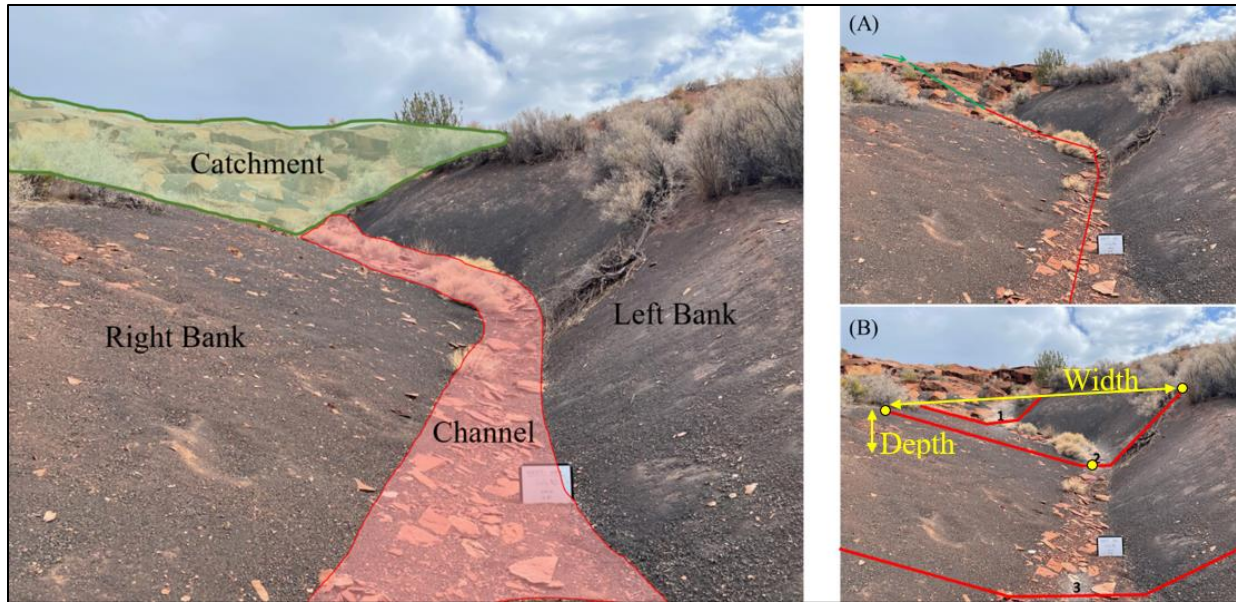 Catchment
Right Bank
Left Bank
Channel
(A)
(B)
Width
1
Depth
2
3